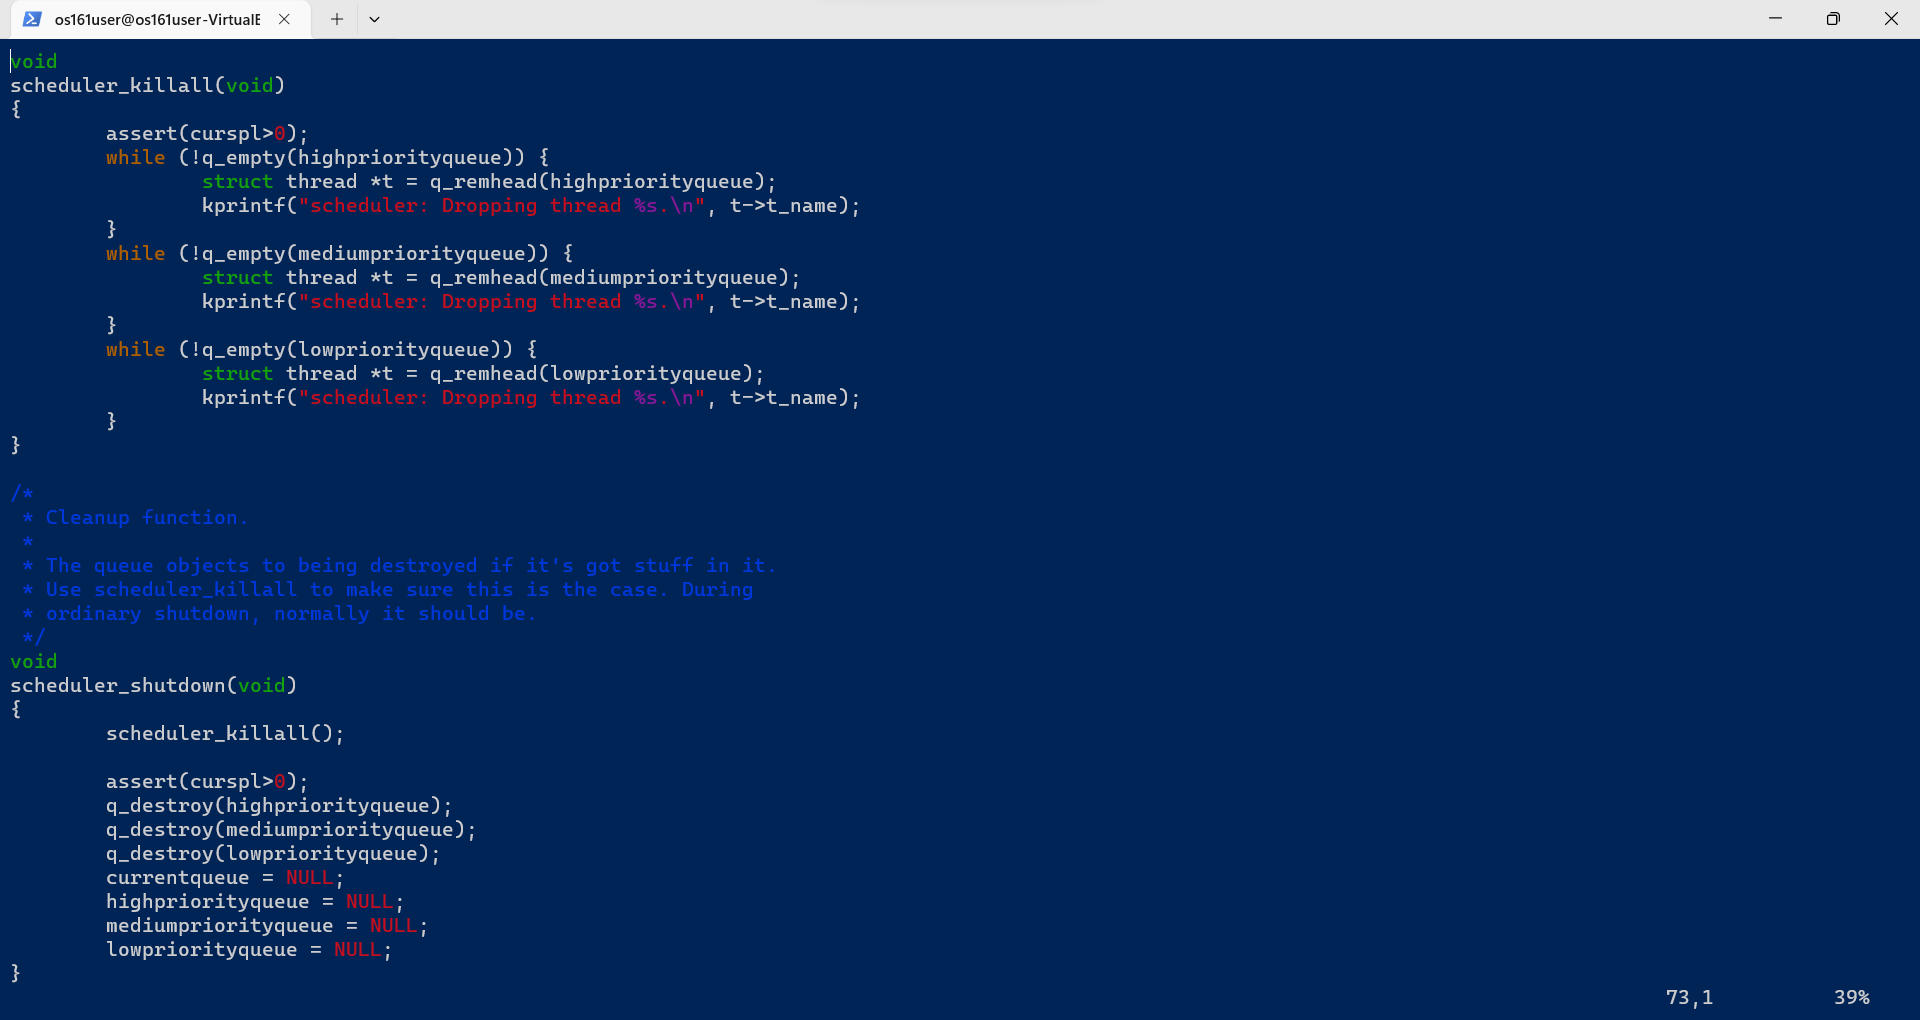 os161user@os161user-VirtualE
void
scheduler_killall(void)
{
        assert(curspl>0);
        while (!q_empty(highpriorityqueue)) {
                struct thread *t = q_remhead(highpriorityqueue);
                kprintf("scheduler: Dropping thread %s.\n", t->t_name);
        }
        while (!q_empty(mediumpriorityqueue)) {
                struct thread *t = q_remhead(mediumpriorityqueue);
                kprintf("scheduler: Dropping thread %s.\n", t->t_name);
        }
        while (!q_empty(lowpriorityqueue)) {
                struct thread *t = q_remhead(lowpriorityqueue);
                kprintf("scheduler: Dropping thread %s.\n", t->t_name);
        }
}

/*
 * Cleanup function.
 *
 * The queue objects to being destroyed if it's got stuff in it.
 * Use scheduler_killall to make sure this is the case. During
 * ordinary shutdown, normally it should be.
 */
void
scheduler_shutdown(void)
{
        scheduler_killall();

        assert(curspl>0);
        q_destroy(highpriorityqueue);
        q_destroy(mediumpriorityqueue);
        q_destroy(lowpriorityqueue);
        currentqueue = NULL;
        highpriorityqueue = NULL;
        mediumpriorityqueue = NULL;
        lowpriorityqueue = NULL;
}
73,1 39%